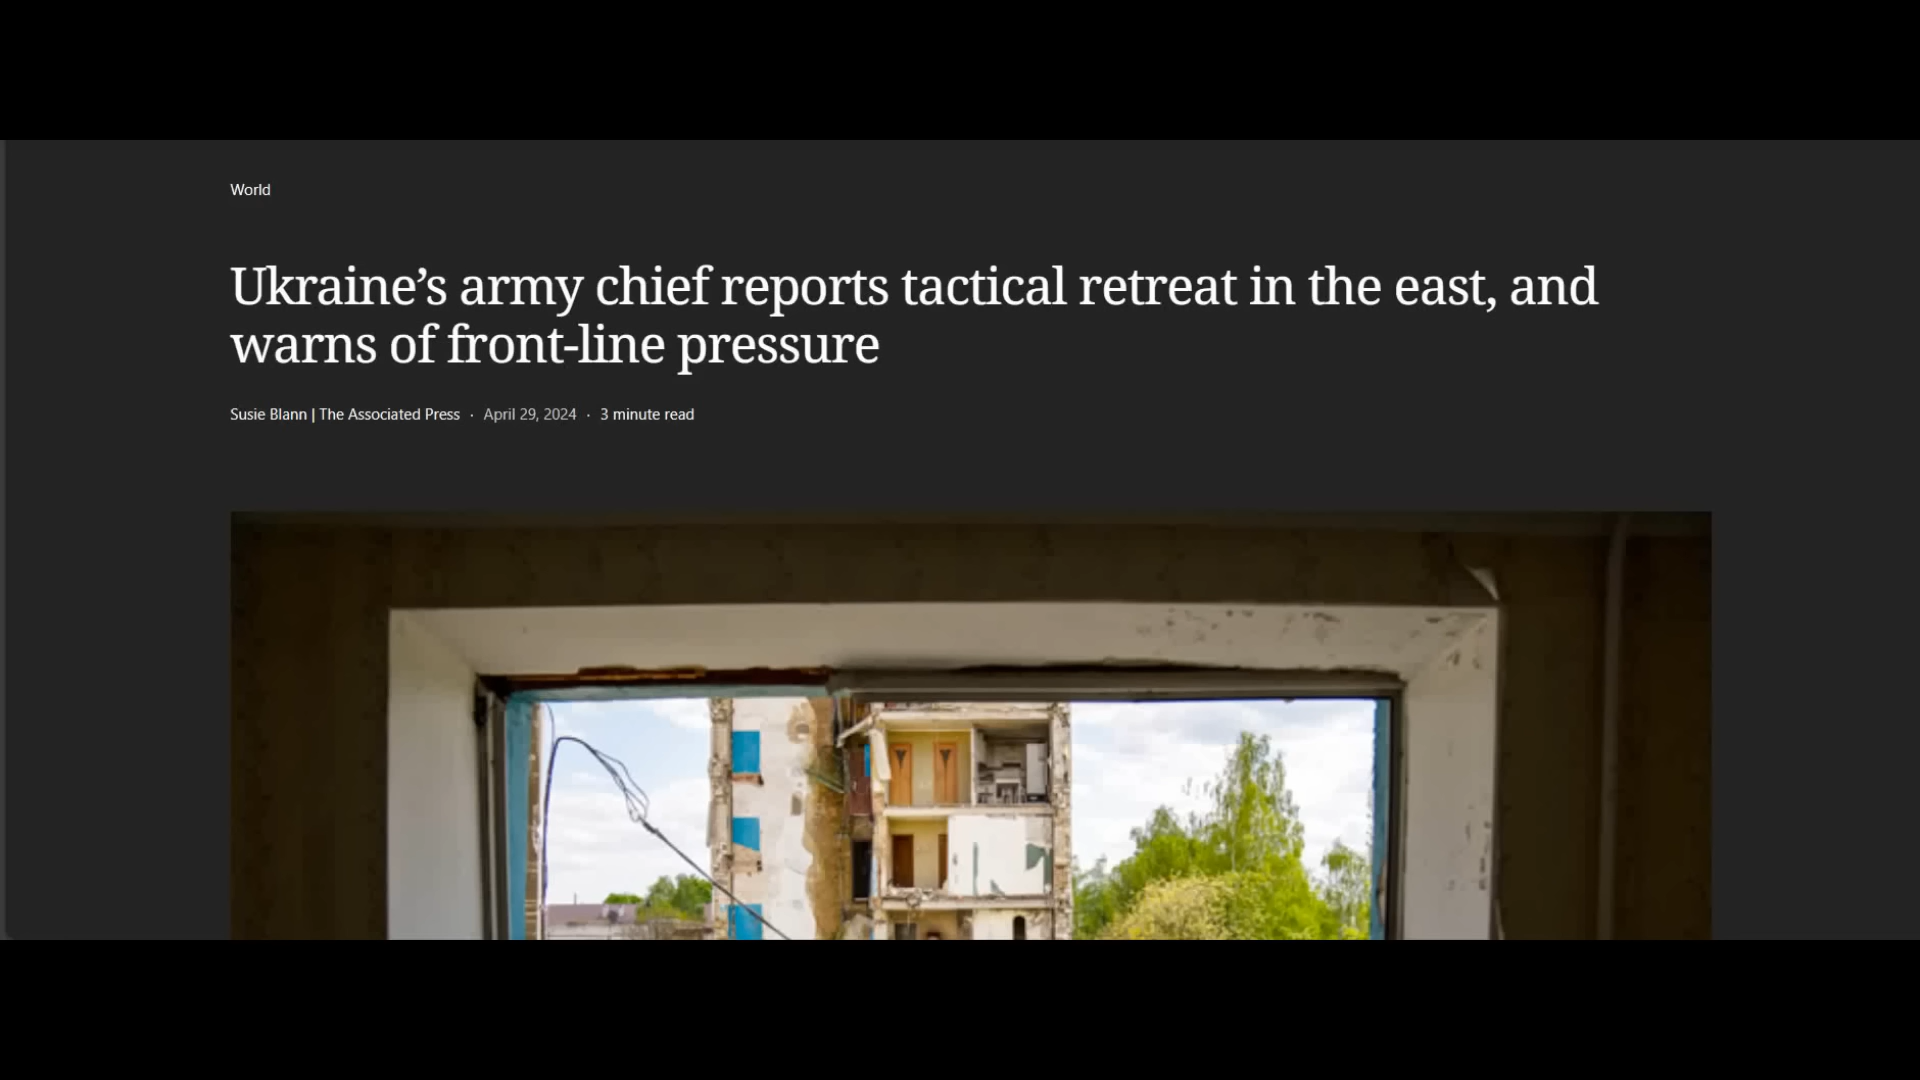 World
Ukraine’s army chief reports tactical retreat in the east, and
warns of front-line pressure
Susie Blann | The Associated Press · April 29, 2024 · 3 minute read